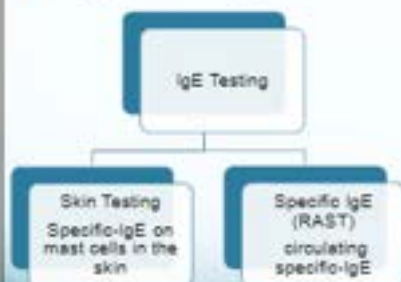 IgE Testing
Skin Testing
Specific-IgE on
mast cells in the
skin
Specific IgE
(RAST)
circulating
specific-IgE